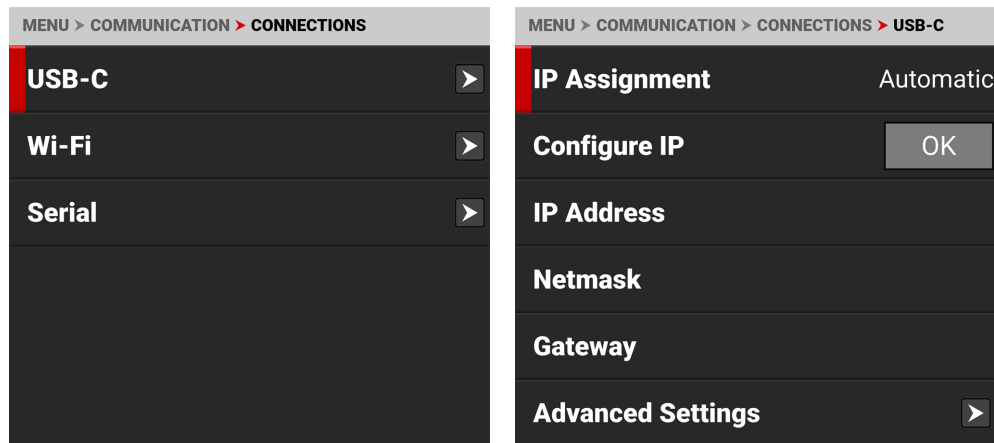 MENU > COMMUNICATION > CONNECTIONS
USB-C
Wi-Fi
Serial
MENU > COMMUNICATION > CONNECTIONS > USB-C
IP Assignment Automatic
Configure IP OK
IP Address
Netmask
Gateway
Advanced Settings